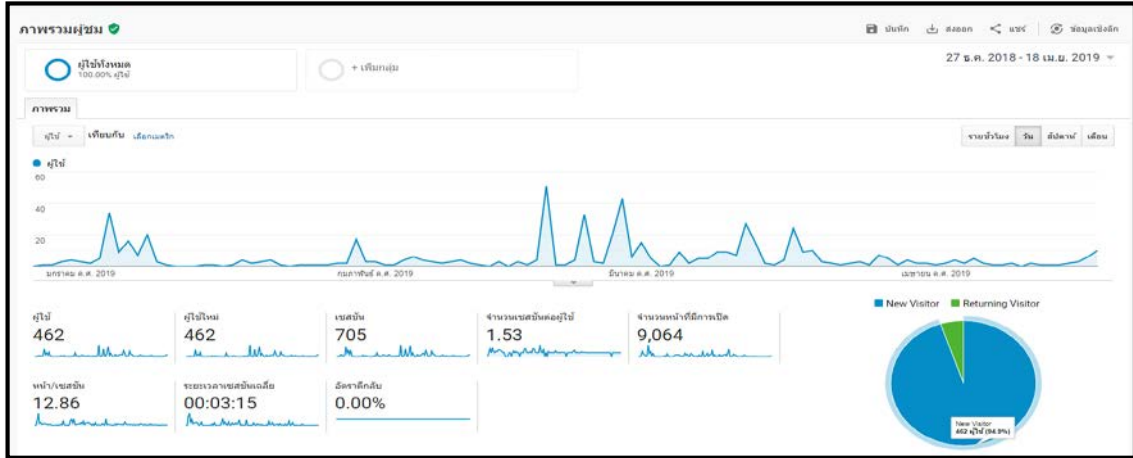 ภาพรวมผู้ชม
บันทึก ส่งออก แชร์ ข้อมูลเชิงลึก
ผู้ใช้ทั้งหมด
100.00% ผู้ใช้
+ เพิ่มกลุ่ม
27 ธ.ค. 2018 - 18 เม.ย. 2019
ภาพรวม
ผู้ใช้ เทียบกับ เลือกเมตริก
รายชั่วโมง วัน สัปดาห์ เดือน
ผู้ใช้
60
40
20
มกราคม ค.ศ. 2019 กุมภาพันธ์ ค.ศ. 2019 มีนาคม ค.ศ. 2019 เมษายน ค.ศ. 2019
New Visitor Returning Visitor
ผู้ใช้ ผู้ใช้ใหม่ เซสชัน จำนวนเซสชันต่อผู้ใช้ จำนวนหน้าที่มีการเปิด
462 462 705 1.53 9,064
หน้า/เซสชัน ระยะเวลาเซสชันเฉลี่ย อัตราตีกลับ
12.86 00:03:15 0.00%
New Visitor
462 ผู้ใช้ (94.9%)